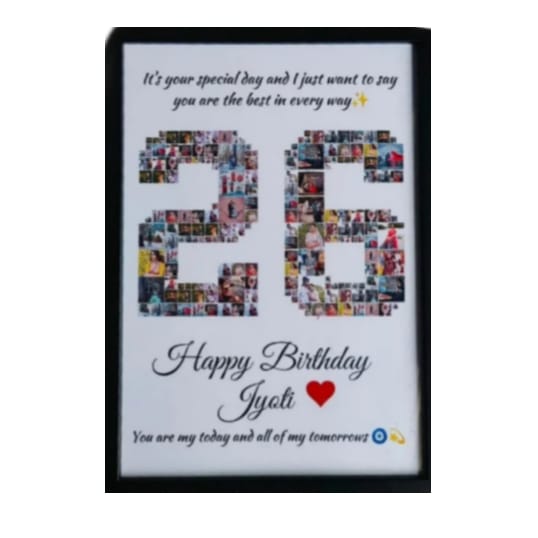 It's your special day and I just want to say
you are the best in every way✨
26
Happy Birthday
Jyoti ❤️
You are my today and all of my tomorrows 🧿 💫